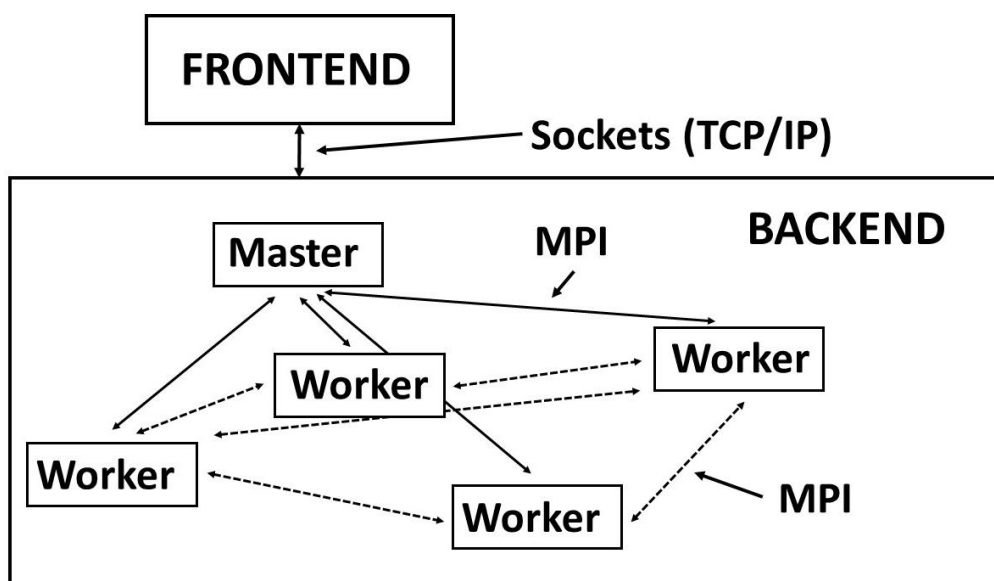 FRONTEND
Sockets (TCP/IP)
BACKEND
MPI
Master
Worker
Worker
Worker
Worker
MPI